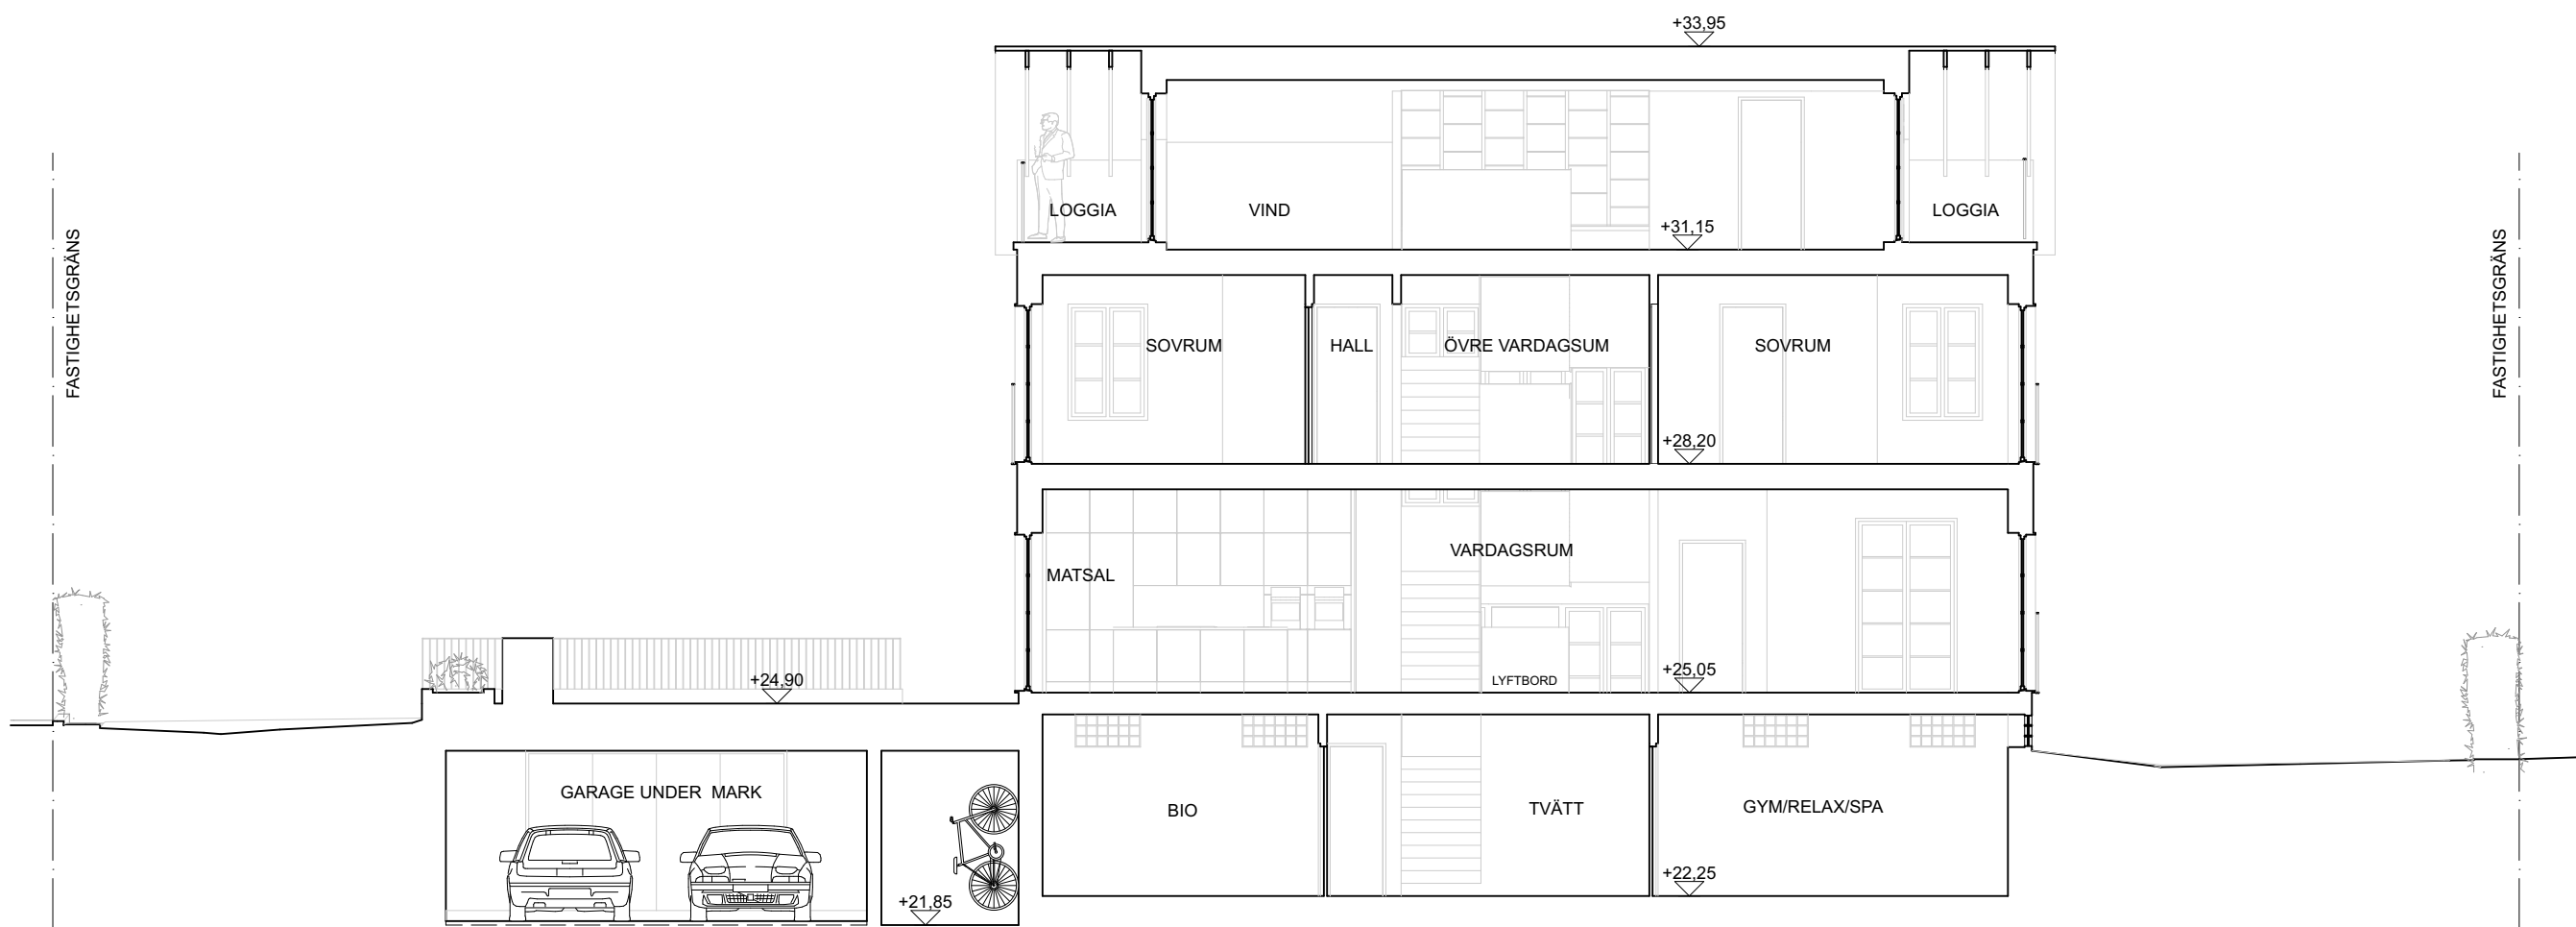 +33,95
LOGGIA
VIND
LOGGIA
+31,15
FASTIGHETSGRÄNS
FASTIGHETSGRÄNS
SOVRUM
HALL
ÖVRE VARDAGSUM
SOVRUM
+28,20
VARDAGSRUM
MATSAL
+24,90
LYFTBORD
+25,05
GARAGE UNDER MARK
BIO
TVÄTT
GYM/RELAX/SPA
+22,25
+21,85